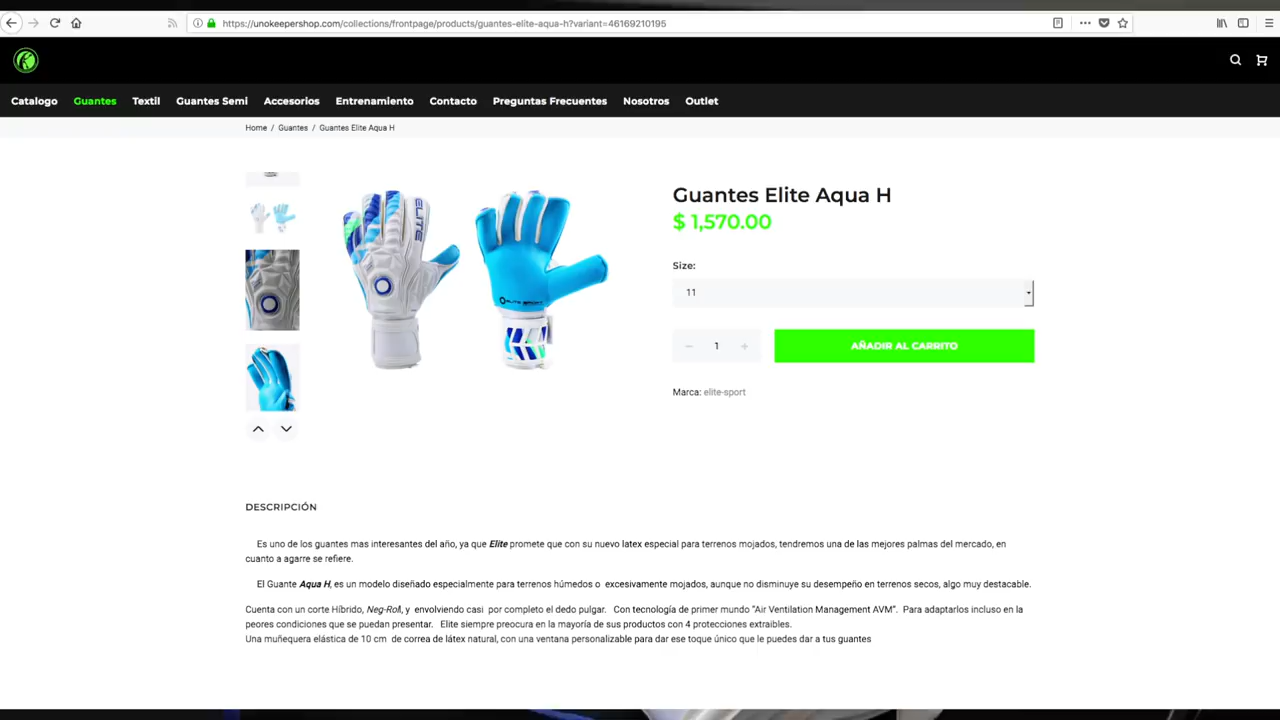 https://unokeepershop.com/collections/frontpage/products/guantes-elite-aqua-h?variant=46169210195
Catalogo Guantes Textil Guantes Semi Accesorios Entrenamiento Contacto Preguntas Frecuentes Nosotros Outlet
Home / Guantes / Guantes Elite Aqua H
Guantes Elite Aqua H
$ 1,570.00
Size:
11
1
AÑADIR AL CARRITO
Marca: elite-sport
ELITE
ELITE SPORT
DESCRIPCIÓN
Es uno de los guantes mas interesantes del año, ya que Elite promete que con su nuevo latex especial para terrenos mojados, tendremos una de las mejores palmas del mercado, en
cuanto a agarre se refiere.
El Guante Aqua H, es un modelo diseñado especialmente para terrenos húmedos o excesivamente mojados, aunque no disminuye su desempeño en terrenos secos, algo muy destacable.
Cuenta con un corte Híbrido, Neg-Roll, y envolviendo casi por completo el dedo pulgar. Con tecnología de primer mundo "Air Ventilation Management AVM". Para adaptarlos incluso en la
peores condiciones que se puedan presentar. Elite siempre preocura en la mayoría de sus productos con 4 protecciones extraibles.
Una muñequera elástica de 10 cm de correa de látex natural, con una ventana personalizable para dar ese toque único que le puedes dar a tus guantes